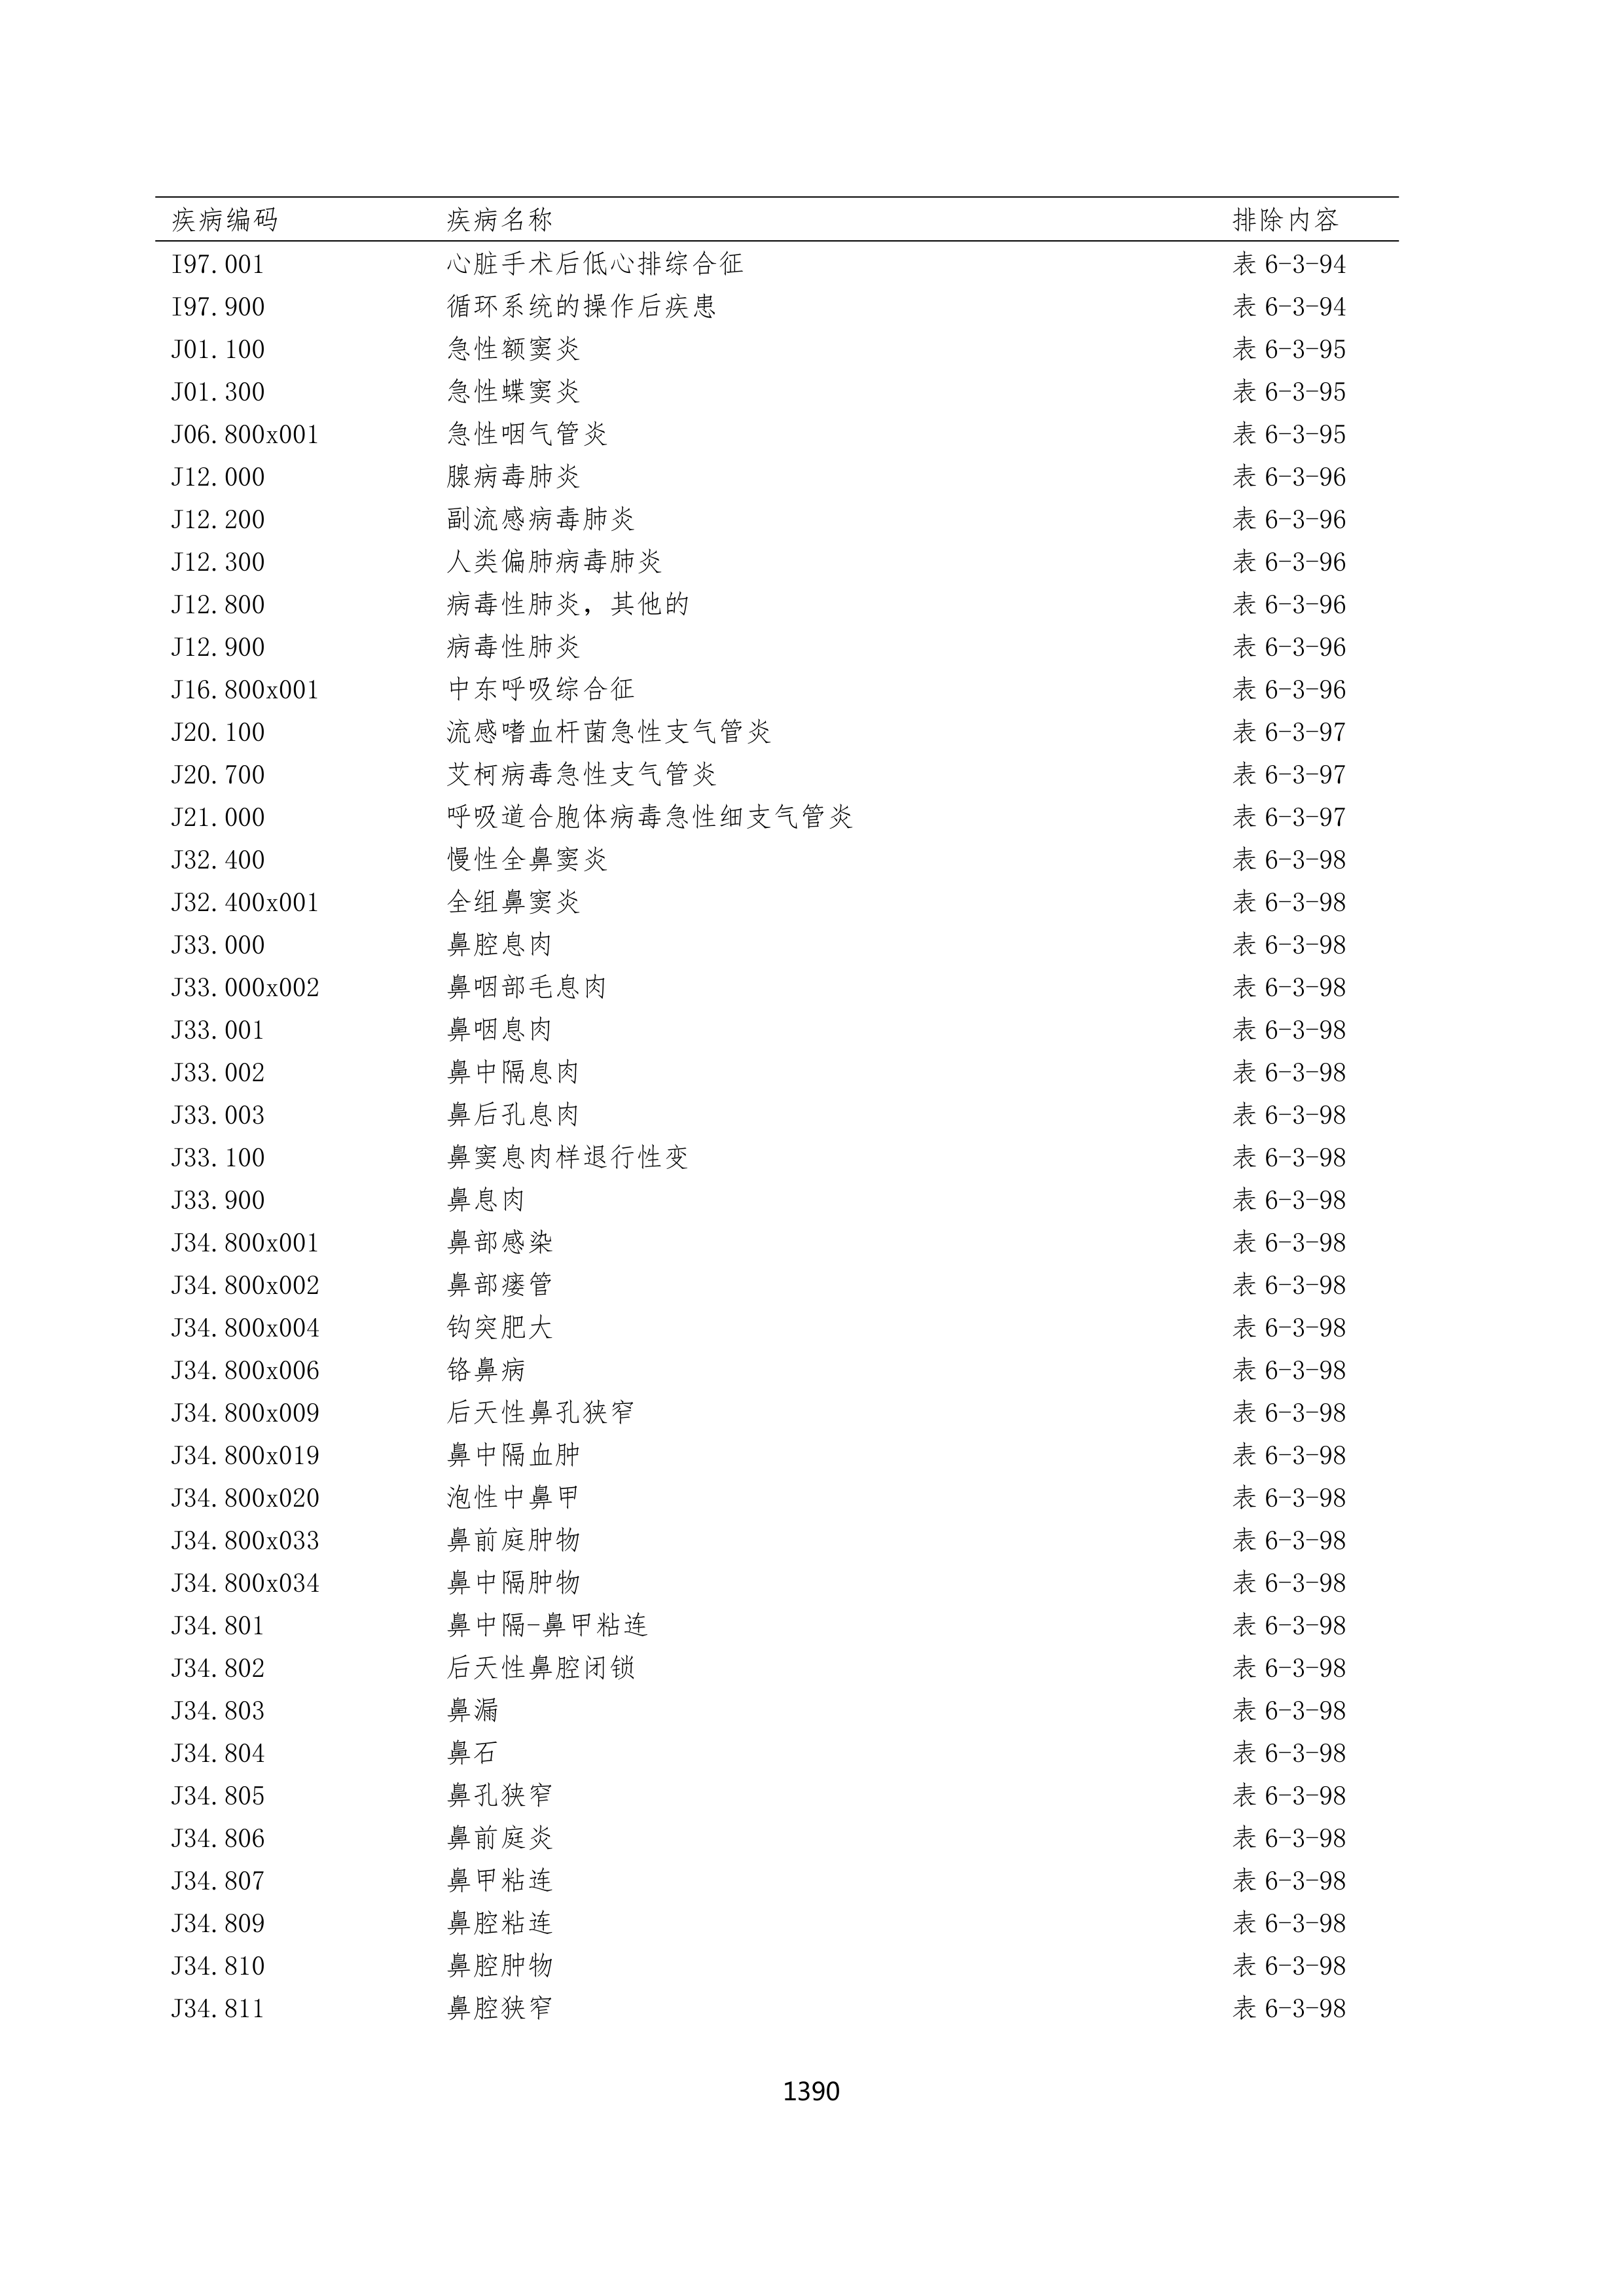 疾病编码 疾病名称 排除内容
I97.001 心脏手术后低心排综合征 表 6-3-94
I97.900 循环系统的操作后疾患 表 6-3-94
J01.100 急性额窦炎 表 6-3-95
J01.300 急性蝶窦炎 表 6-3-95
J06.800x001 急性咽气管炎 表 6-3-95
J12.000 腺病毒肺炎 表 6-3-96
J12.200 副流感病毒肺炎 表 6-3-96
J12.300 人类偏肺病毒肺炎 表 6-3-96
J12.800 病毒性肺炎，其他的 表 6-3-96
J12.900 病毒性肺炎 表 6-3-96
J16.800x001 中东呼吸综合征 表 6-3-96
J20.100 流感嗜血杆菌急性支气管炎 表 6-3-97
J20.700 艾柯病毒急性支气管炎 表 6-3-97
J21.000 呼吸道合胞体病毒急性细支气管炎 表 6-3-97
J32.400 慢性全鼻窦炎 表 6-3-98
J32.400x001 全组鼻窦炎 表 6-3-98
J33.000 鼻腔息肉 表 6-3-98
J33.000x002 鼻咽部毛息肉 表 6-3-98
J33.001 鼻咽息肉 表 6-3-98
J33.002 鼻中隔息肉 表 6-3-98
J33.003 鼻后孔息肉 表 6-3-98
J33.100 鼻窦息肉样退行性变 表 6-3-98
J33.900 鼻息肉 表 6-3-98
J34.800x001 鼻部感染 表 6-3-98
J34.800x002 鼻部瘘管 表 6-3-98
J34.800x004 钩突肥大 表 6-3-98
J34.800x006 铬鼻病 表 6-3-98
J34.800x009 后天性鼻孔狭窄 表 6-3-98
J34.800x019 鼻中隔血肿 表 6-3-98
J34.800x020 泡性中鼻甲 表 6-3-98
J34.800x033 鼻前庭肿物 表 6-3-98
J34.800x034 鼻中隔肿物 表 6-3-98
J34.801 鼻中隔-鼻甲粘连 表 6-3-98
J34.802 后天性鼻腔闭锁 表 6-3-98
J34.803 鼻漏 表 6-3-98
J34.804 鼻石 表 6-3-98
J34.805 鼻孔狭窄 表 6-3-98
J34.806 鼻前庭炎 表 6-3-98
J34.807 鼻甲粘连 表 6-3-98
J34.809 鼻腔粘连 表 6-3-98
J34.810 鼻腔肿物 表 6-3-98
J34.811 鼻腔狭窄 表 6-3-98
1390